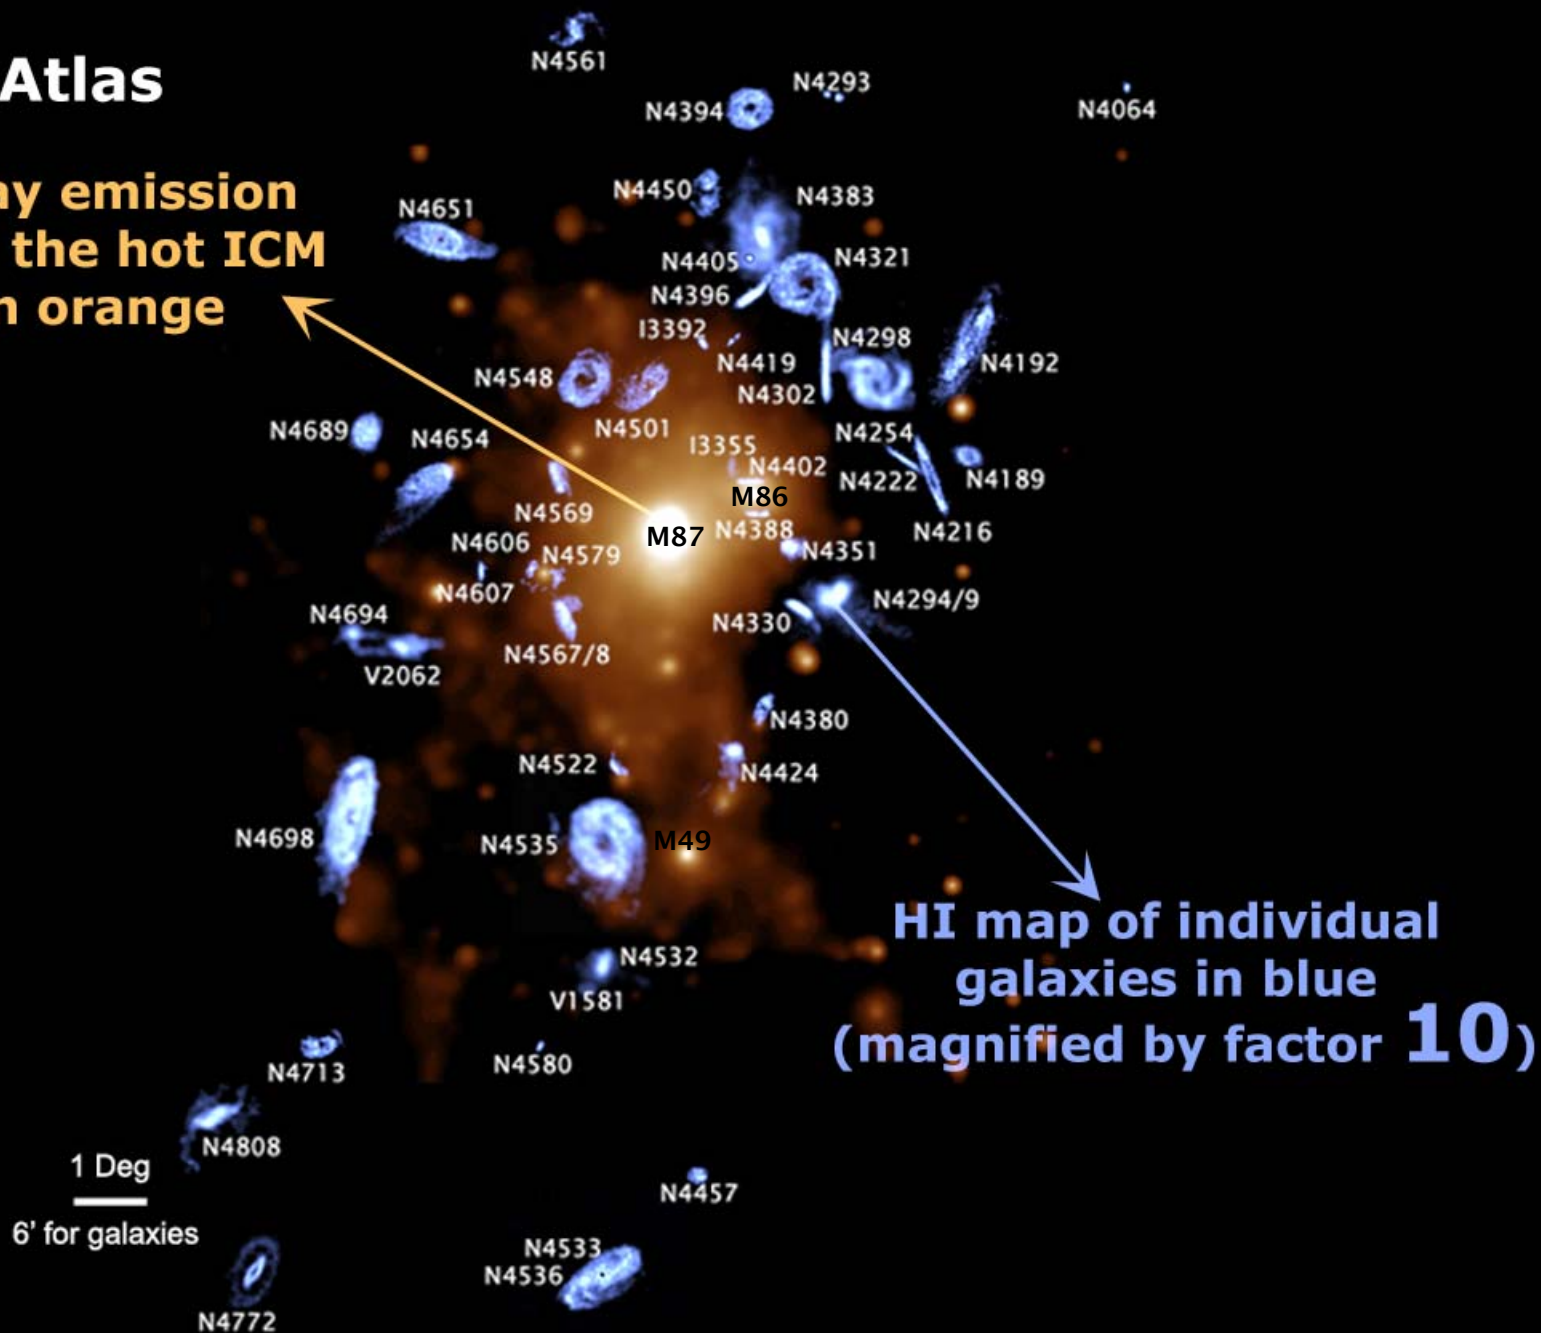 Atlas
ay emission
the hot ICM
n orange
N4561
N4293
N4394
N4064
N4450
N4383
N4651
N4405
N4321
N4396
I3392
N4298
N4419
N4192
N4548
N4302
N4501
N4689
N4654
I3355
N4254
N4402
N4222
N4189
M86
N4569
N4388
N4216
M87
N4606
N4579
N4351
N4607
N4294/9
N4694
N4330
N4567/8
V2062
N4380
N4522
N4424
N4698
N4535
M49
HI map of individual
galaxies in blue
(magnified by factor 10)
N4532
V1581
N4713
N4580
N4808
1 Deg
6' for galaxies
N4457
N4533
N4536
N4772